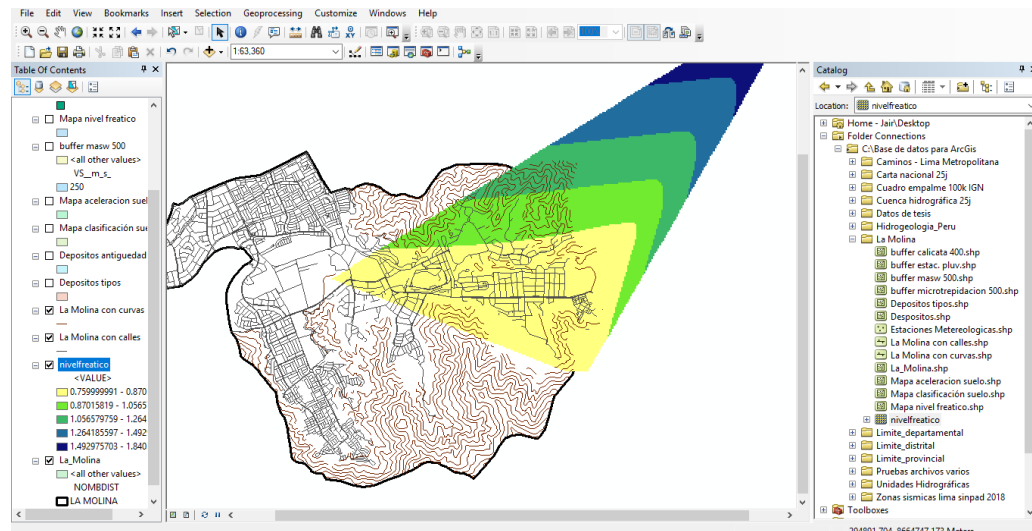 File Edit View Bookmarks Insert Selection Geoprocessing Customize Windows Help
1:63,360
Table Of Contents
Mapa nivel freatico
buffer masw 500
<all other values>
VS__m_s_
250
Mapa aceleracion suel
Mapa clasificación sue
Depositos antiguedad
Depositos tipos
La Molina con curvas
La Molina con calles
nivelfreatico
<VALUE>
0.759999991 - 0.870
0.87015819 - 1.0565
1.056579759 - 1.264
1.264185597 - 1.492
1.492975703 - 1.840
La_Molina
<all other values>
NOMBDIST
LA MOLINA
Catalog
Location: nivelfreatico
Home - Jair\Desktop
Folder Connections
C:\Base de datos para ArcGis
Caminos - Lima Metropolitana
Carta nacional 25j
Cuadro empalme 100k IGN
Cuenca hidrográfica 25j
Datos de tesis
Hidrogeologia_Peru
La Molina
buffer calicata 400.shp
buffer estac. pluv.shp
buffer masw 500.shp
buffer microtrepidacion 500.shp
Depositos tipos.shp
Despositos.shp
Estaciones Metereologicas.shp
La Molina con calles.shp
La Molina con curvas.shp
La_Molina.shp
Mapa aceleracion suelo.shp
Mapa clasificación suelo.shp
Mapa nivel freatico.shp
nivelfreatico
Limite_departamental
Limite_distrital
Limite_provincial
Pruebas archivos varios
Unidades Hidrográficas
Zonas sismicas lima sinpad 2018
Toolboxes